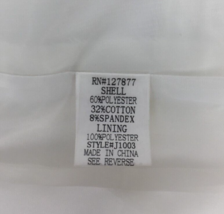 RN#127877
SHELL
60%POLYESTER
32%COTTON
8%SPANDEX
LINING
100%POLYESTER
STYLE#J1003
MADE IN CHINA
SEE REVERSE